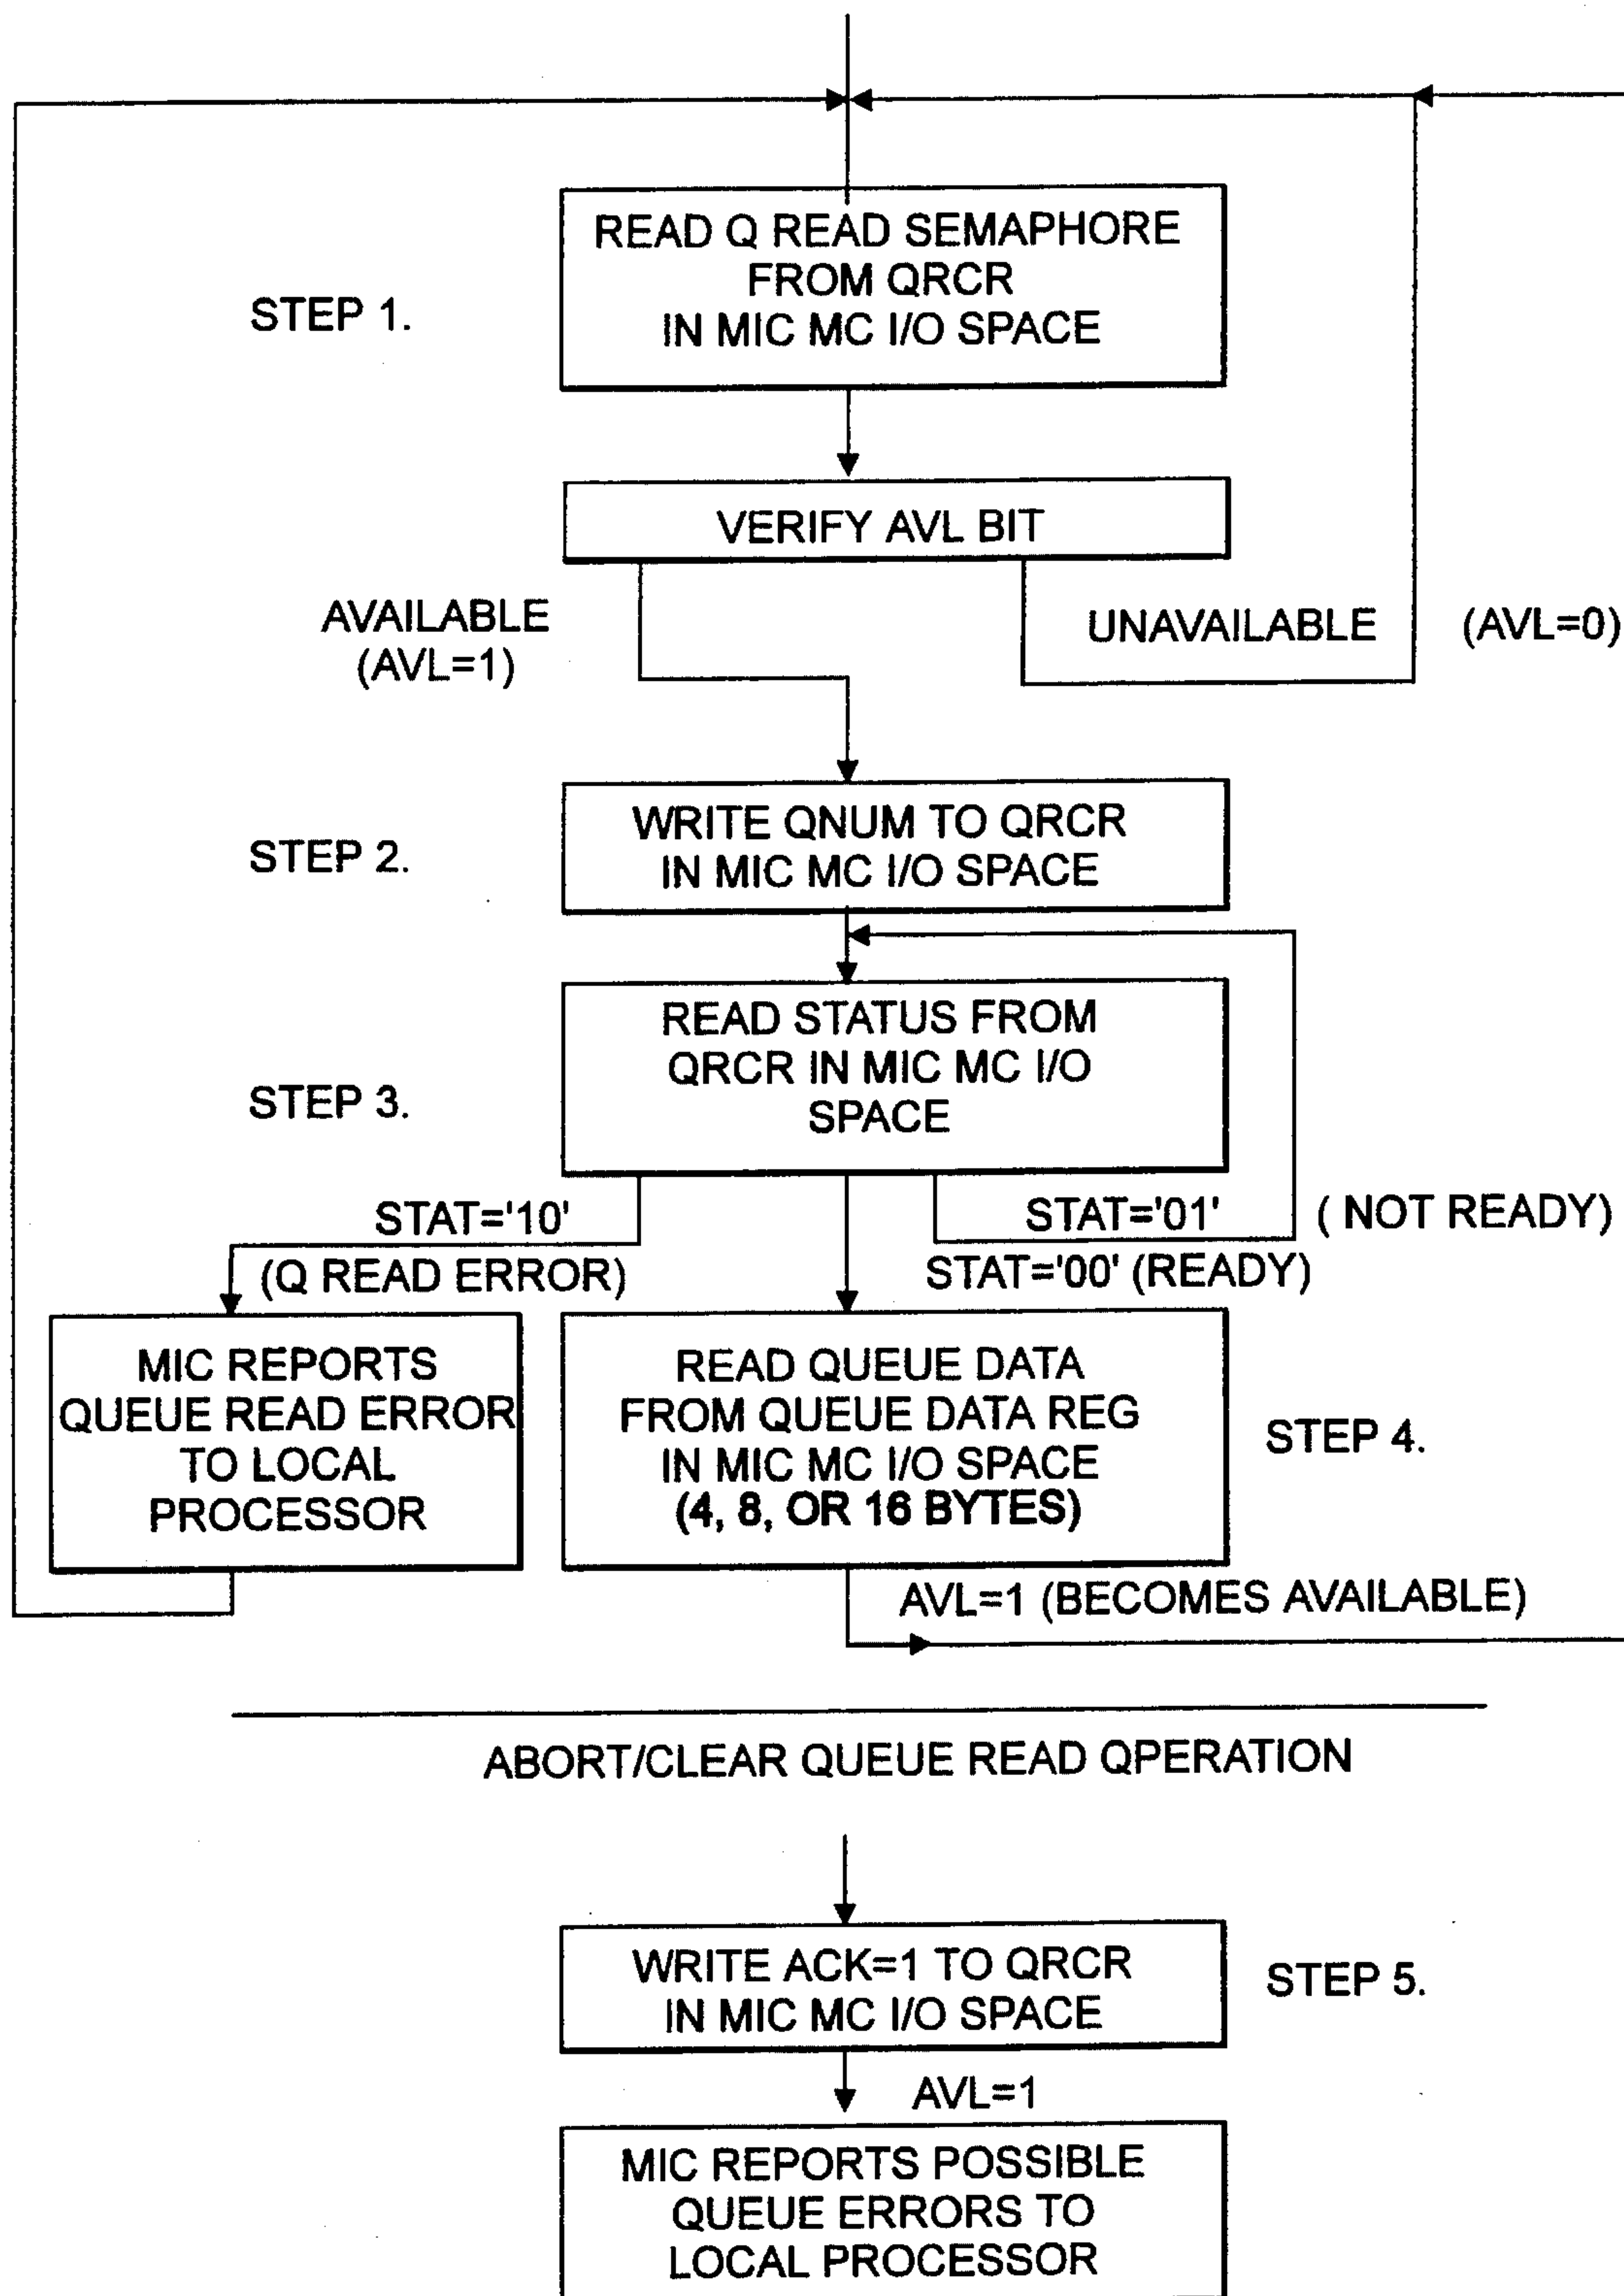 READ Q READ SEMAPHORE
FROM QRCR
IN MIC MC I/O SPACE
STEP 1.
VERIFY AVL BIT
AVAILABLE
(AVL=1)
UNAVAILABLE (AVL=0)
WRITE QNUM TO QRCR
IN MIC MC I/O SPACE
STEP 2.
READ STATUS FROM
QRCR IN MIC MC I/O
SPACE
STEP 3.
STAT='10'
(Q READ ERROR)
STAT='01' ( NOT READY)
STAT='00' (READY)
MIC REPORTS
QUEUE READ ERROR
TO LOCAL
PROCESSOR
READ QUEUE DATA
FROM QUEUE DATA REG
IN MIC MC I/O SPACE
(4, 8, OR 16 BYTES)
STEP 4.
AVL=1 (BECOMES AVAILABLE)
ABORT/CLEAR QUEUE READ QPERATION
WRITE ACK=1 TO QRCR
IN MIC MC I/O SPACE
STEP 5.
AVL=1
MIC REPORTS POSSIBLE
QUEUE ERRORS TO
LOCAL PROCESSOR